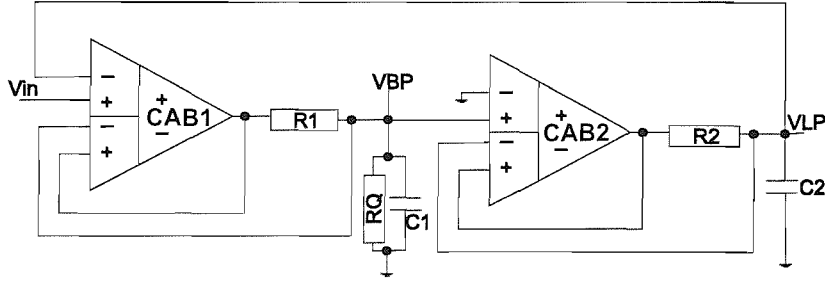 Vin
− + − +
+ CAB1 −
R1
VBP
RQ
C1
− + − +
+ CAB2 −
R2
VLP
C2